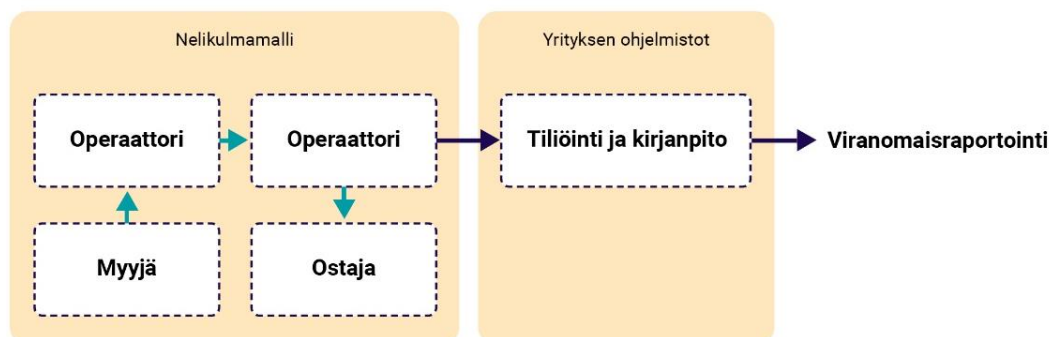 Nelikulmamalli
Yrityksen ohjelmistot
Operaattori
Operaattori
Tiliöinti ja kirjanpito
Viranomaisraportointi
Myyjä
Ostaja